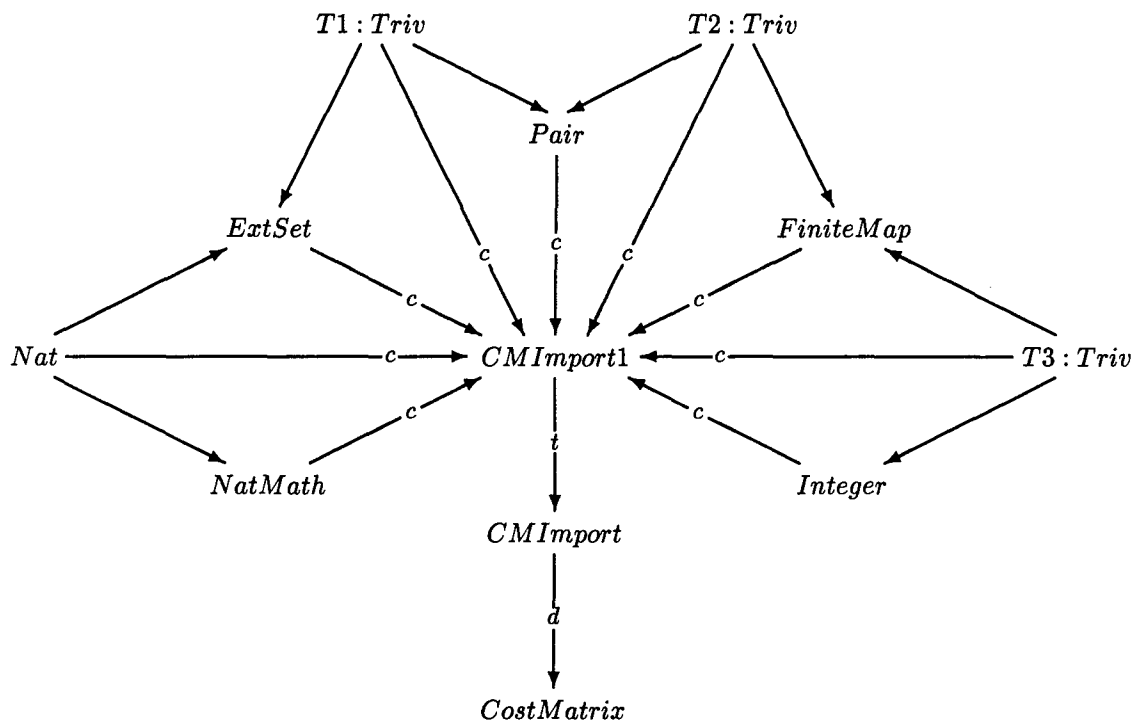 T1 : Triv T2 : Triv
Pair
ExtSet FiniteMap
c c c
c c
Nat c CMImport1 c T3 : Triv
c c
t
NatMath Integer
CMImport
d
CostMatrix